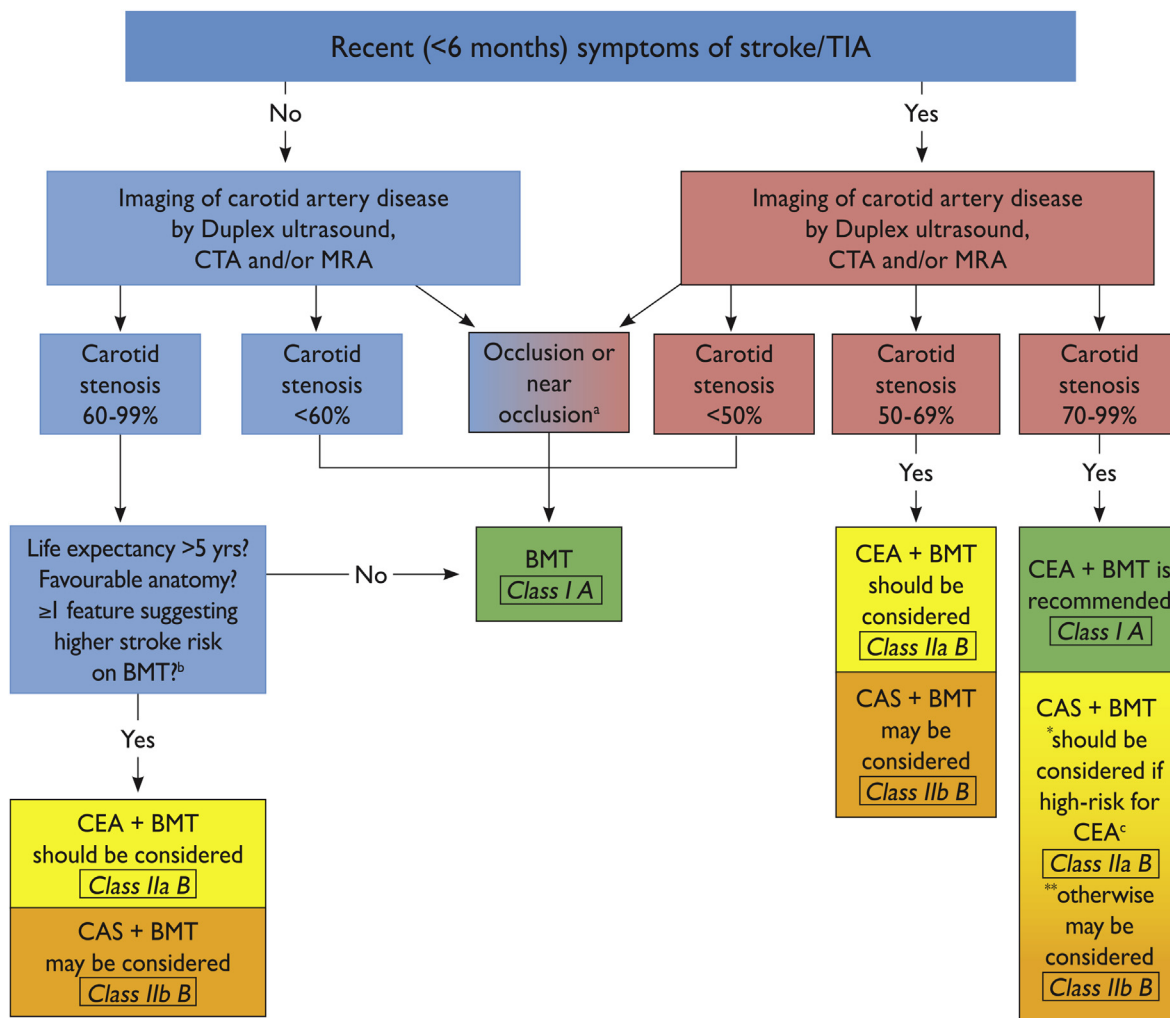 Recent (<6 months) symptoms of stroke/TIA
No
Yes
Imaging of carotid artery disease
by Duplex ultrasound,
CTA and/or MRA
Imaging of carotid artery disease
by Duplex ultrasound,
CTA and/or MRA
Carotid
stenosis
60-99%
Carotid
stenosis
<60%
Occlusion or
near
occlusionᵃ
Carotid
stenosis
<50%
Carotid
stenosis
50-69%
Carotid
stenosis
70-99%
Yes
Yes
Life expectancy >5 yrs?
Favourable anatomy?
≥1 feature suggesting
higher stroke risk
on BMT?ᵇ
No
BMT
Class I A
CEA + BMT
should be
considered
Class IIa B
CAS + BMT
may be
considered
Class IIb B
CEA + BMT is
recommended
Class I A
CAS + BMT
*should be
considered if
high-risk for
CEAᶜ
Class IIa B
**otherwise
may be
considered
Class IIb B
Yes
CEA + BMT
should be considered
Class IIa B
CAS + BMT
may be considered
Class IIb B